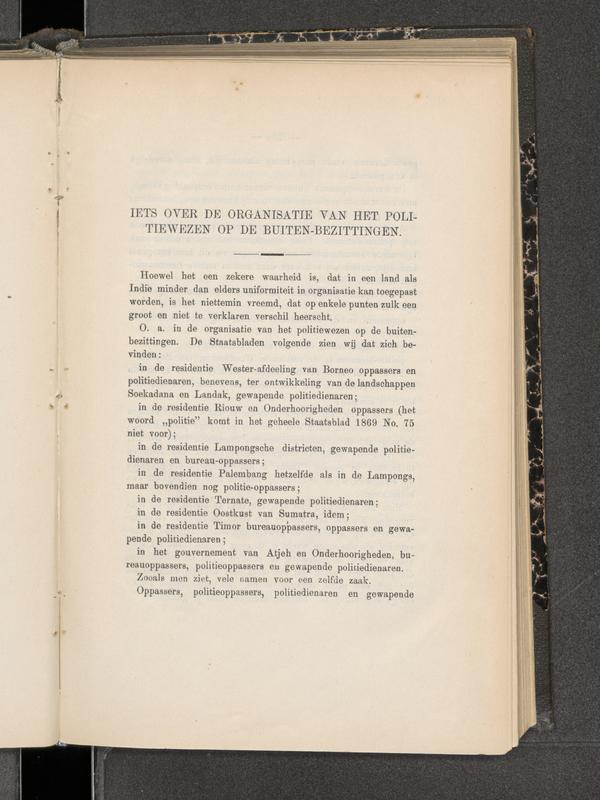 IETS OVER DE ORGANISATIE VAN HET POLI-
TIEWEZEN OP DE BUITEN-BEZITTINGEN.
Hoewel het een zekere waarheid is, dat in een land als
Indië minder dan elders uniformiteit in organisatie kan toegepast
worden, is het niettemin vreemd, dat op enkele punten zulk een
groot en niet te verklaren verschil heerscht.
O. a. in de organisatie van het politiewezen op de buiten-
bezittingen. De Staatsbladen volgende zien wij dat zich be-
vinden:
in de residentie Wester-afdeeling van Borneo oppassers en
politiedienaren, benevens, ter ontwikkeling van de landschappen
Soekadana en Landak, gewapende politiedienaren;
in de residentie Riouw en Onderhoorigheden oppassers (het
woord „politie" komt in het geheele Staatsblad 1869 No. 75
niet voor);
in de residentie Lampongsche districten, gewapende politie-
dienaren en bureau-oppassers;
in de residentie Palembang hetzelfde als in de Lampongs,
maar bovendien nog politie-oppassers;
in de residentie Ternate, gewapende politiedienaren;
in de residentie Oostkust van Sumatra, idem;
in de residentie Timor bureauoppassers, oppassers en gewa-
pende politiedienaren;
in het gouvernement van Atjeh en Onderhoorigheden, bu-
reauoppassers, politieoppassers en gewapende politiedienaren.
Zooals men ziet, vele namen voor een zelfde zaak.
Oppassers, politieoppassers, politiedienaren en gewapende